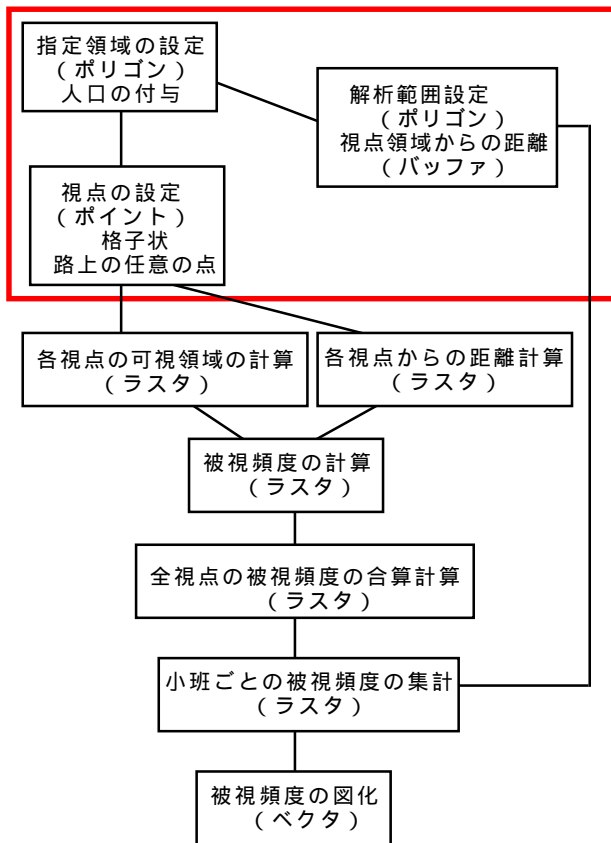 指定領域の設定
（ポリゴン）
人口の付与
解析範囲設定
（ポリゴン）
視点領域からの距離
（バッファ）
視点の設定
（ポイント）
格子状
路上の任意の点
各視点の可視領域の計算
（ラスタ）
各視点からの距離計算
（ラスタ）
被視頻度の計算
（ラスタ）
全視点の被視頻度の合算計算
（ラスタ）
小班ごとの被視頻度の集計
（ラスタ）
被視頻度の図化
（ベクタ）